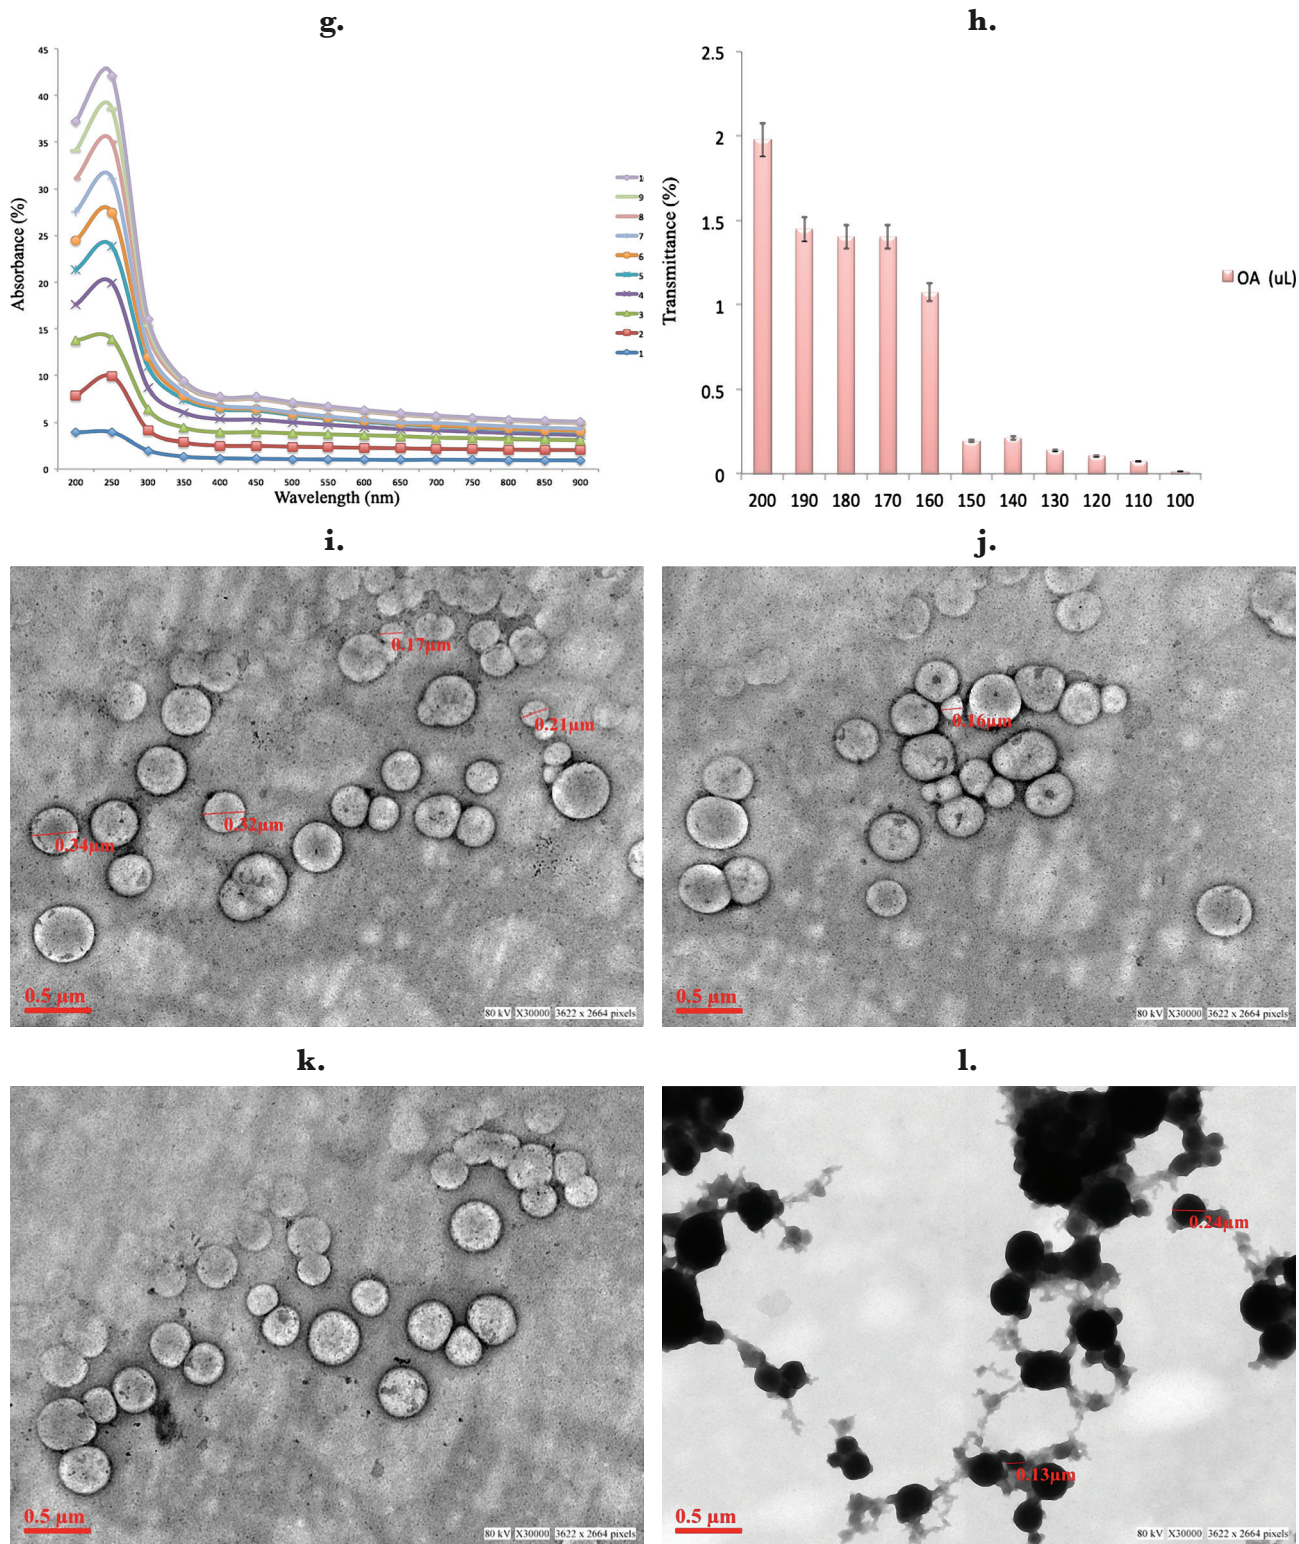 g.
45
40
35
30
25
20
15
10
5
0
Absorbance (%)
200 250 300 350 400 450 500 550 600 650 700 750 800 850 900
Wavelength (nm)
1
9
8
7
6
5
4
3
2
1
h.
2.5
2
1.5
1
0.5
0
Transmittance (%)
200 190 180 170 160 150 140 130 120 110 100
OA (uL)
i.
0.17µm
0.21µm
0.32µm
0.34µm
0.5 µm
80 kV X30000 3622 x 2664 pixels
j.
0.16µm
0.5 µm
80 kV X30000 3622 x 2664 pixels
k.
0.5 µm
80 kV X30000 3622 x 2664 pixels
l.
0.24µm
0.13µm
0.5 µm
80 kV X30000 3622 x 2664 pixels